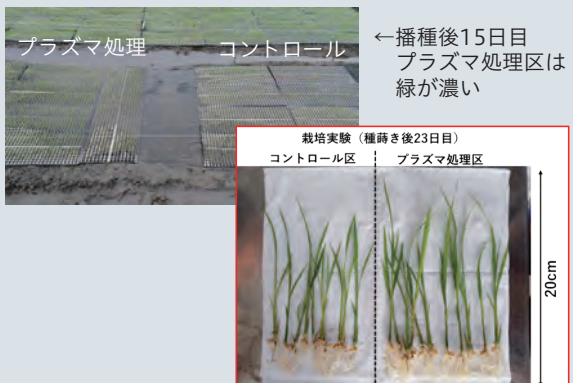 プラズマ処理 コントロール
←播種後15日目
プラズマ処理区は
緑が濃い
栽培実験（種蒔き後23日目）
コントロール区 プラズマ処理区
20cm